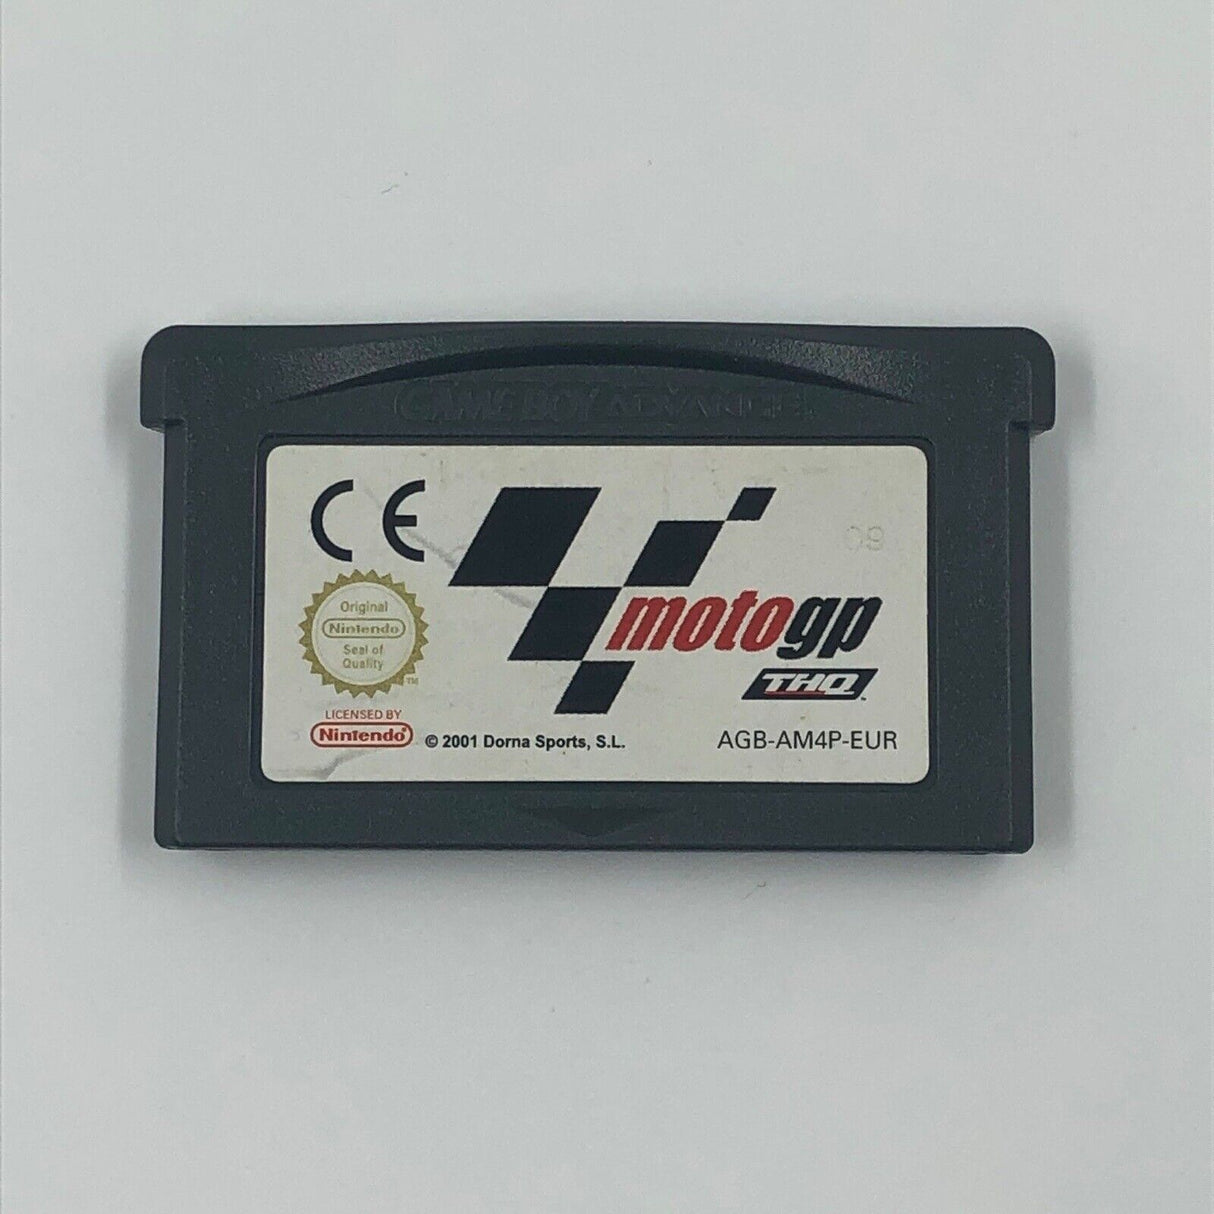 GAME BOY ADVANCE
CE
09
Original
Nintendo
Seal of
Quality
TM
motogp
THQ
LICENSED BY
Nintendo®
© 2001 Dorna Sports, S.L.
AGB-AM4P-EUR